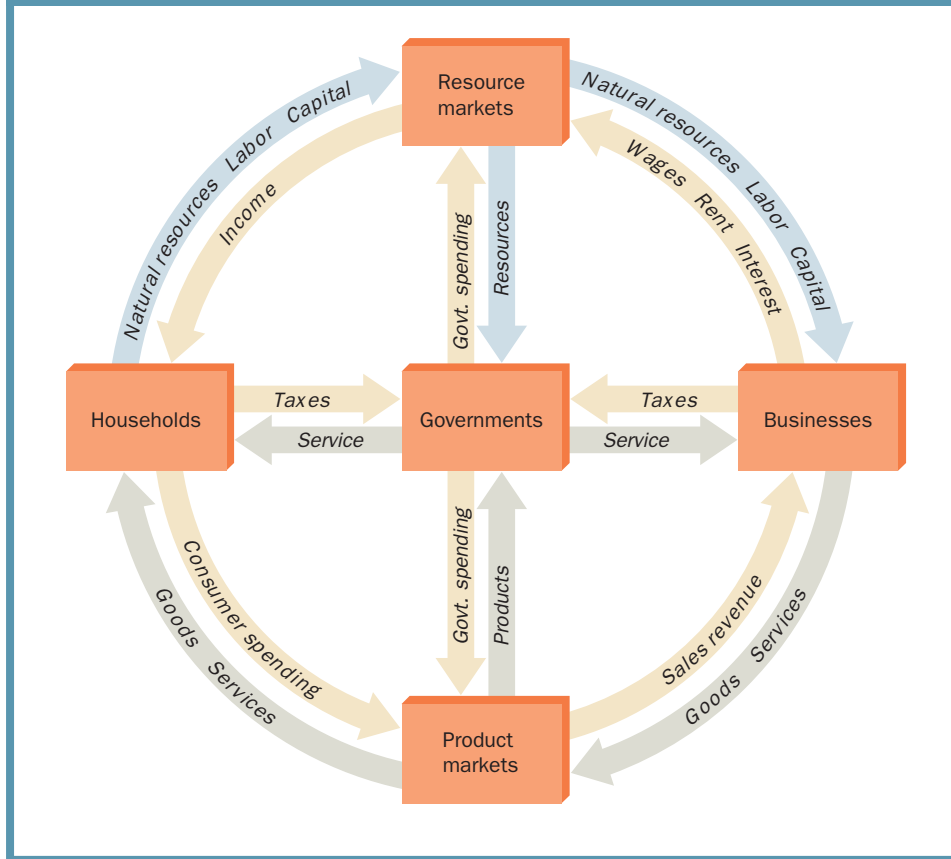 Resource
markets
Natural resources Labor Capital
Natural resources Labor Capital
Income
Wages Rent Interest
Govt. spending
Resources
Households
Taxes
Service
Governments
Taxes
Service
Businesses
Consumer spending
Goods Services
Govt. spending
Products
Sales revenue
Goods Services
Product
markets